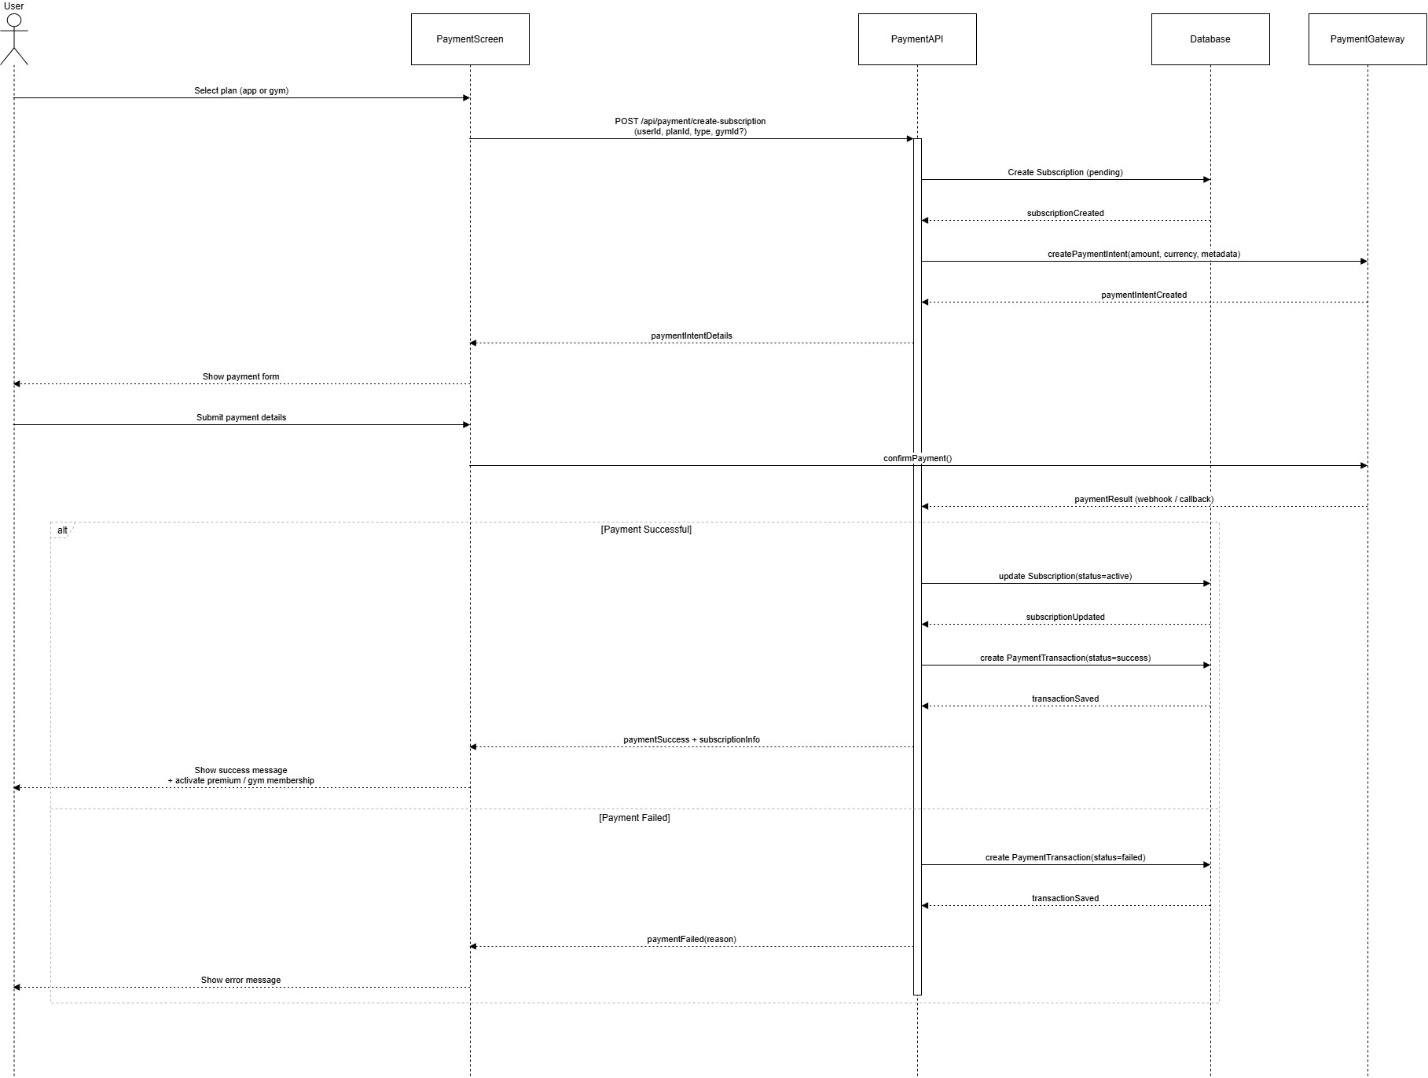 User
PaymentScreen
PaymentAPI
Database
PaymentGateway
Select plan (app or gym)
POST /api/payment/create-subscription
(userId, planId, type, gymId?)
Create Subscription (pending)
subscriptionCreated
createPaymentIntent(amount, currency, metadata)
paymentIntentCreated
paymentIntentDetails
Show payment form
Submit payment details
confirmPayment()
paymentResult (webhook / callback)
alt
[Payment Successful]
update Subscription(status=active)
subscriptionUpdated
create PaymentTransaction(status=success)
transactionSaved
paymentSuccess + subscriptionInfo
Show success message
+ activate premium / gym membership
[Payment Failed]
create PaymentTransaction(status=failed)
transactionSaved
paymentFailed(reason)
Show error message